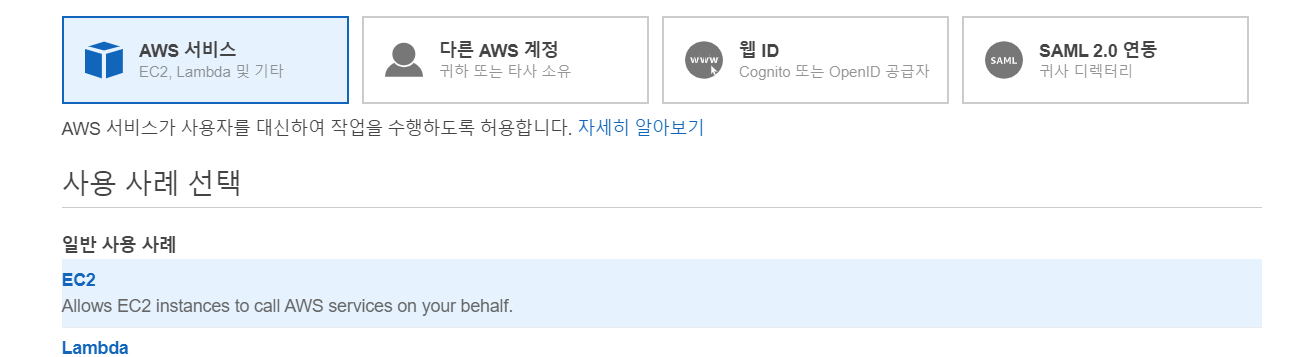 AWS 서비스
EC2, Lambda 및 기타
다른 AWS 계정
귀하 또는 타사 소유
www
웹 ID
Cognito 또는 OpenID 공급자
SAML
SAML 2.0 연동
귀사 디렉터리
AWS 서비스가 사용자를 대신하여 작업을 수행하도록 허용합니다. 자세히 알아보기
사용 사례 선택
일반 사용 사례
EC2
Allows EC2 instances to call AWS services on your behalf.
Lambda